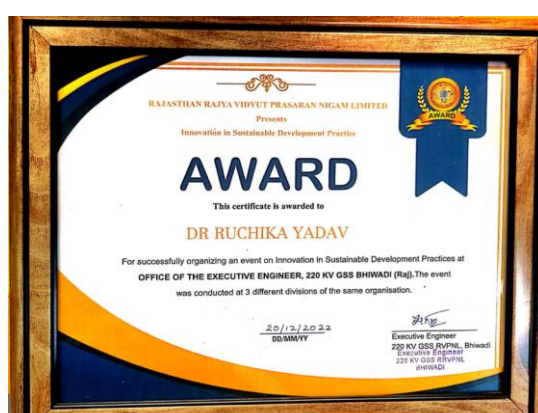 RAJASTHAN RAJYA VIDYUT PRASARAN NIGAM LIMITED
Presents
Innovation in Sustainable Development Practice
AWARD
AWARD
This certificate is awarded to
DR RUCHIKA YADAV
For successfully organizing an event on Innovation in Sustainable Development Practices at
OFFICE OF THE EXECUTIVE ENGINEER, 220 KV GSS BHIWADI (Raj).The event
was conducted at 3 different divisions of the same organisation.
20/12/2022
DD/MM/YY
Executive Engineer
220 KV GSS RVPNL, Bhiwadi
Executive Engineer
220 KV GSS RRVPNL
BHIWADI